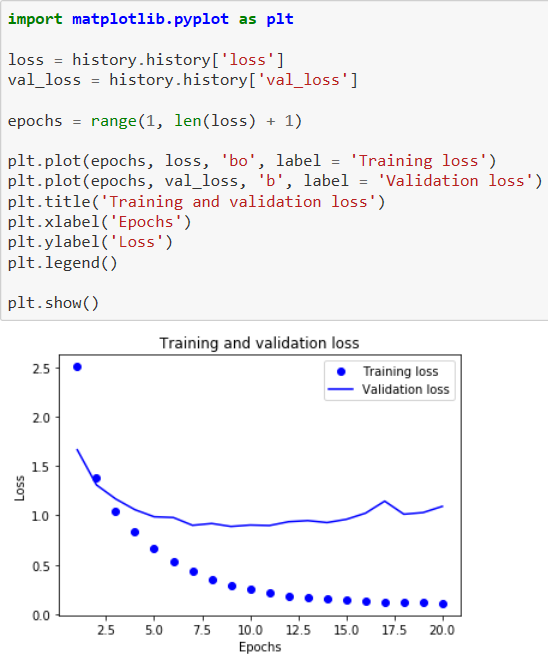 import matplotlib.pyplot as plt
loss = history.history['loss']
val_loss = history.history['val_loss']
epochs = range(1, len(loss) + 1)
plt.plot(epochs, loss, 'bo', label = 'Training loss')
plt.plot(epochs, val_loss, 'b', label = 'Validation loss')
plt.title('Training and validation loss')
plt.xlabel('Epochs')
plt.ylabel('Loss')
plt.legend()
plt.show()
Training and validation loss
Training loss
Validation loss
2.5
2.0
1.5
1.0
0.5
0.0
Loss
2.5 5.0 7.5 10.0 12.5 15.0 17.5 20.0
Epochs